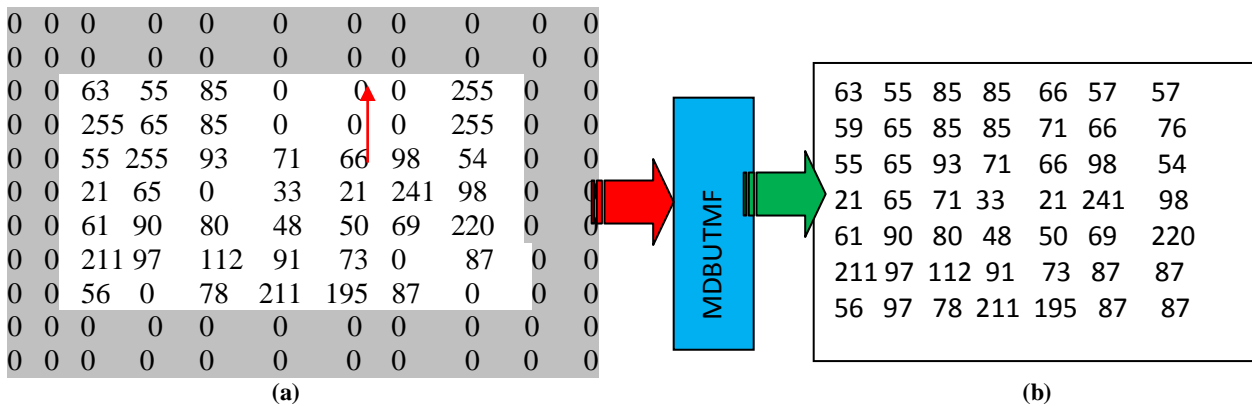 0 0 0 0 0 0 0 0 0 0 0
0 0 0 0 0 0 0 0 0 0 0
0 0 63 55 85 0 0 0 255 0 0
0 0 255 65 85 0 0 0 255 0 0
0 0 55 255 93 71 66 98 54 0 0
0 0 21 65 0 33 21 241 98 0 0
0 0 61 90 80 48 50 69 220 0 0
0 0 211 97 112 91 73 0 87 0 0
0 0 56 0 78 211 195 87 0 0 0
0 0 0 0 0 0 0 0 0 0 0
0 0 0 0 0 0 0 0 0 0 0
(a)
MDBUTMF
63 55 85 85 66 57 57
59 65 85 85 71 66 76
55 65 93 71 66 98 54
21 65 71 33 21 241 98
61 90 80 48 50 69 220
211 97 112 91 73 87 87
56 97 78 211 195 87 87
(b)